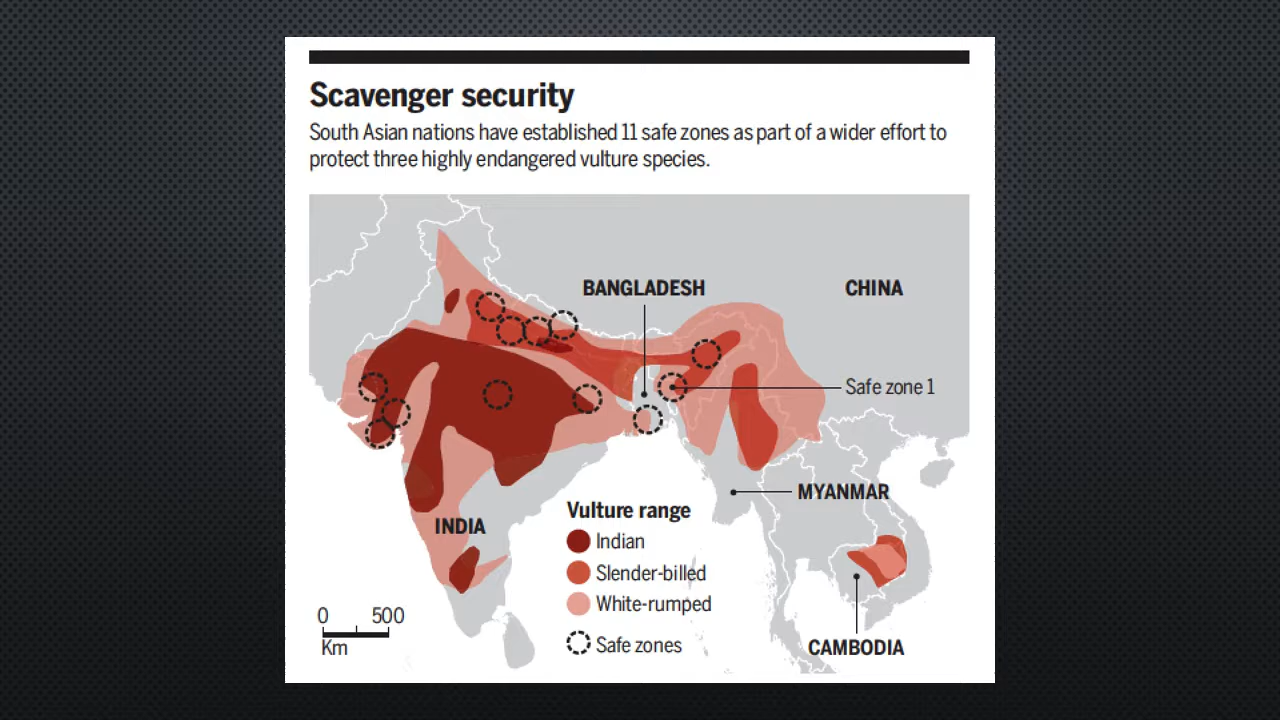 Scavenger security
South Asian nations have established 11 safe zones as part of a wider effort to
protect three highly endangered vulture species.
BANGLADESH
CHINA
Safe zone 1
MYANMAR
INDIA
Vulture range
Indian
Slender-billed
White-rumped
Safe zones
0 500
Km
CAMBODIA